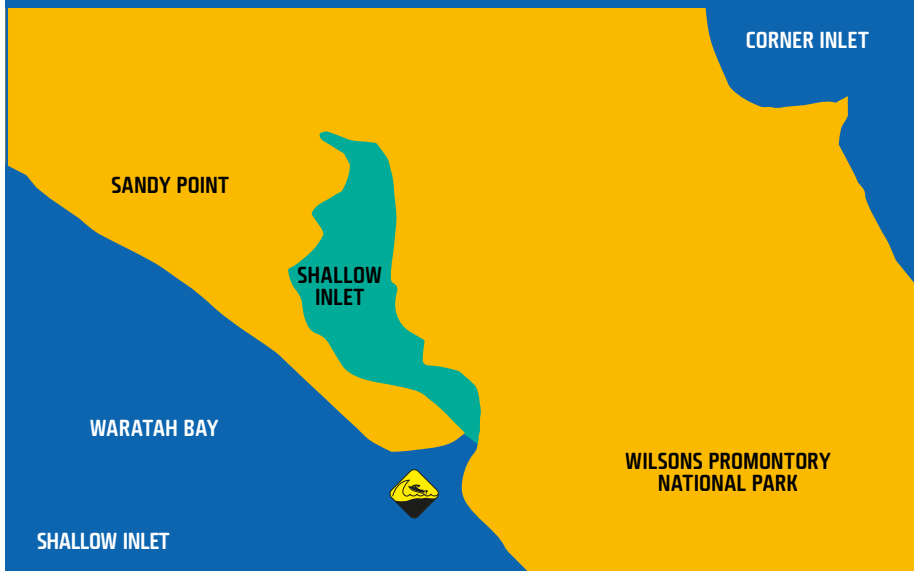 CORNER INLET
SANDY POINT
SHALLOW
INLET
WARATAH BAY
WILSONS PROMONTORY
NATIONAL PARK
SHALLOW INLET